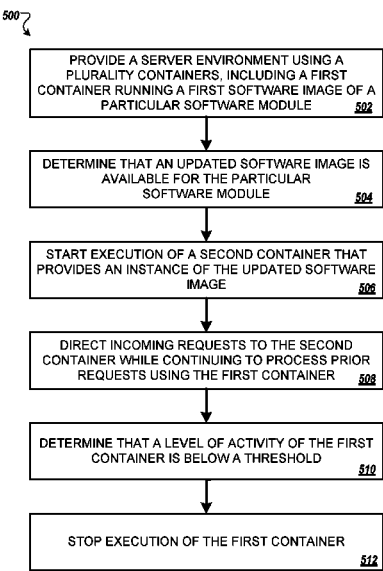 500
PROVIDE A SERVER ENVIRONMENT USING A
PLURALITY CONTAINERS, INCLUDING A FIRST
CONTAINER RUNNING A FIRST SOFTWARE IMAGE OF A
PARTICULAR SOFTWARE MODULE
502
DETERMINE THAT AN UPDATED SOFTWARE IMAGE IS
AVAILABLE FOR THE PARTICULAR
SOFTWARE MODULE
504
START EXECUTION OF A SECOND CONTAINER THAT
PROVIDES AN INSTANCE OF THE UPDATED SOFTWARE
IMAGE
506
DIRECT INCOMING REQUESTS TO THE SECOND
CONTAINER WHILE CONTINUING TO PROCESS PRIOR
REQUESTS USING THE FIRST CONTAINER
508
DETERMINE THAT A LEVEL OF ACTIVITY OF THE FIRST
CONTAINER IS BELOW A THRESHOLD
510
STOP EXECUTION OF THE FIRST CONTAINER
512